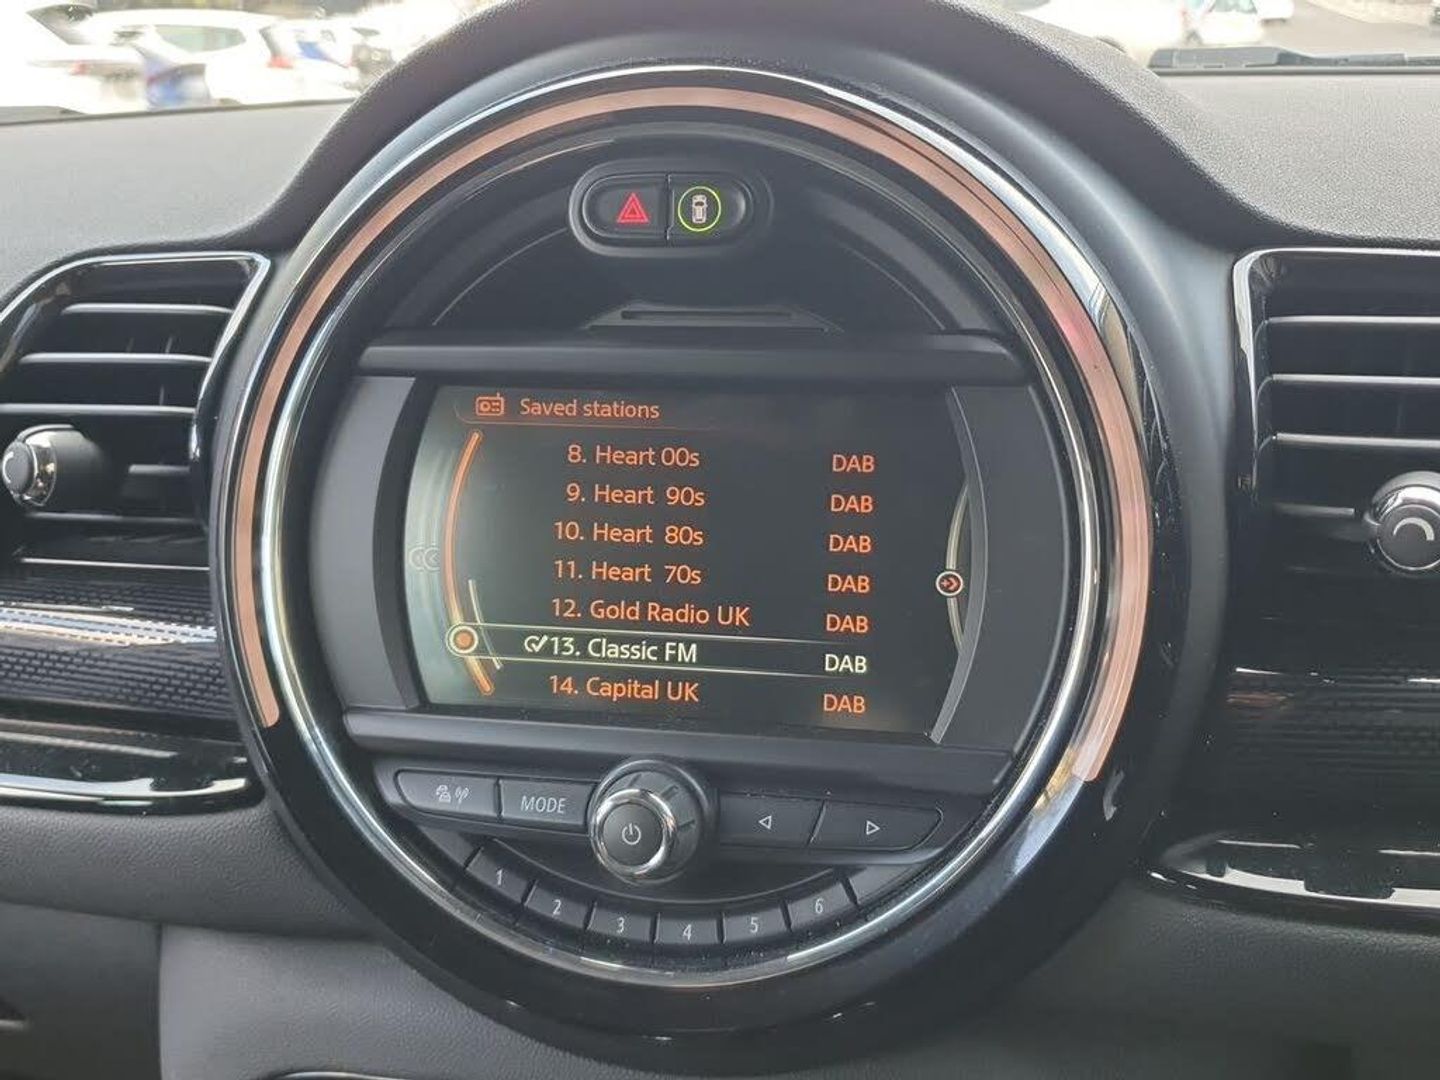 Saved stations
8. Heart 00s DAB
9. Heart 90s DAB
10. Heart 80s DAB
11. Heart 70s DAB
12. Gold Radio UK DAB
13. Classic FM DAB
14. Capital UK DAB
MODE
1 2 3 4 5 6